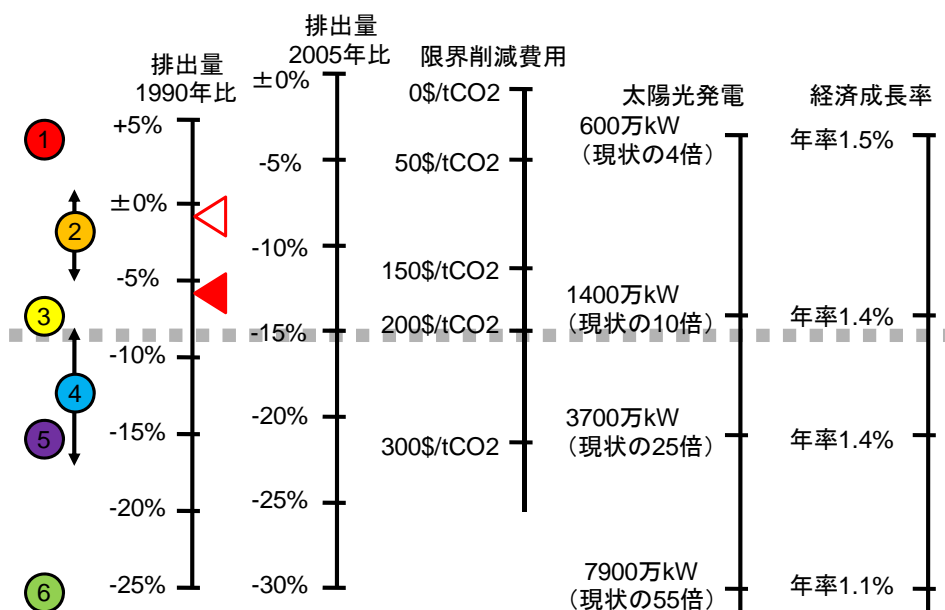 排出量
1990年比
+5%
±0%
-5%
-10%
-15%
-20%
-25%
排出量
2005年比
±0%
-5%
-10%
-15%
-20%
-25%
-30%
限界削減費用
0$/tCO2
50$/tCO2
150$/tCO2
200$/tCO2
300$/tCO2
太陽光発電
600万kW
(現状の4倍)
1400万kW
(現状の10倍)
3700万kW
(現状の25倍)
7900万kW
(現状の55倍)
経済成長率
年率1.5%
年率1.4%
年率1.4%
年率1.1%
1
2
3
4
5
6